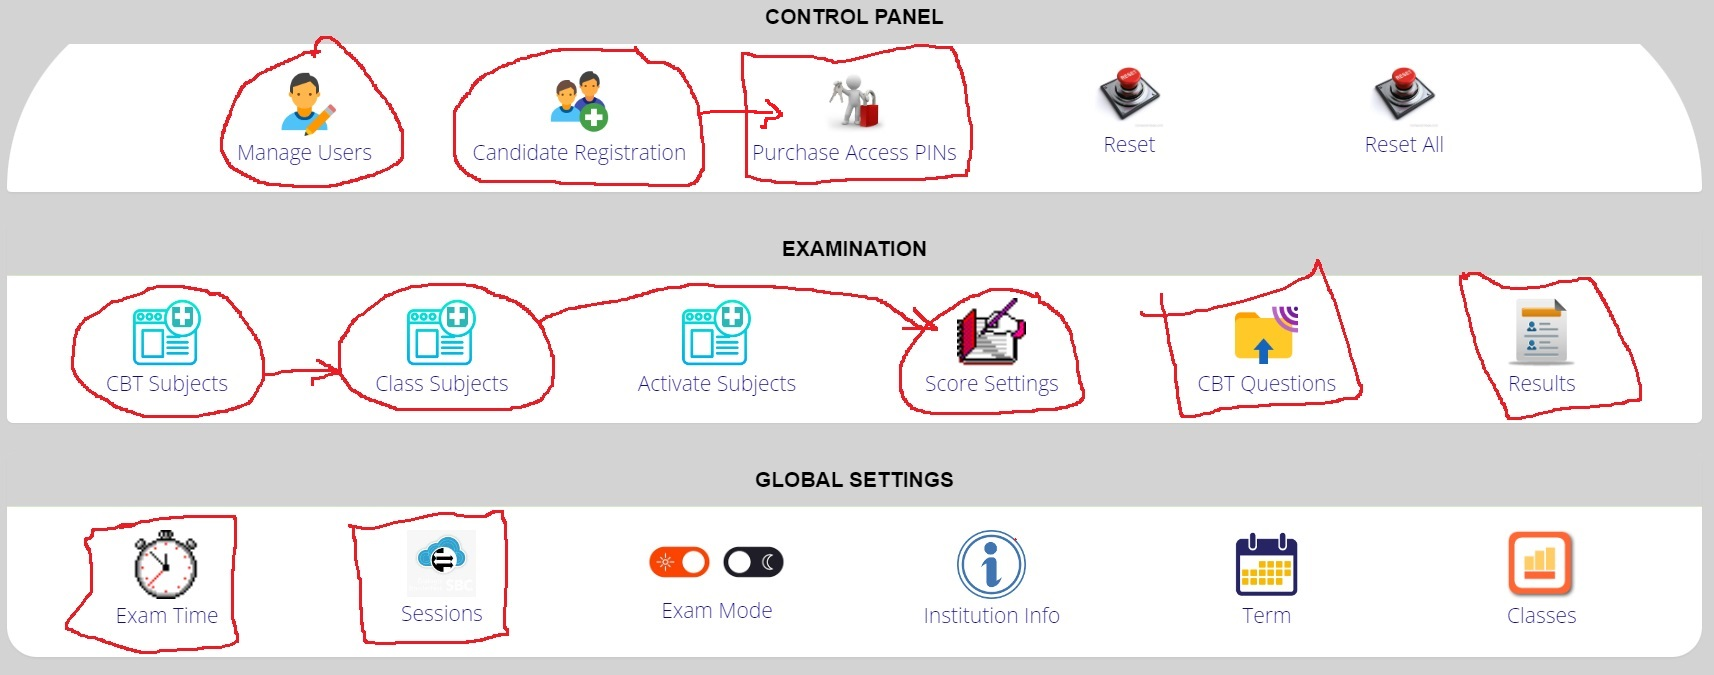 CONTROL PANEL
Manage Users
Candidate Registration
Purchase Access PINs
Reset
Reset All
EXAMINATION
CBT Subjects
Class Subjects
Activate Subjects
Score Settings
CBT Questions
Results
GLOBAL SETTINGS
Exam Time
Sessions
Exam Mode
Institution Info
Term
Classes